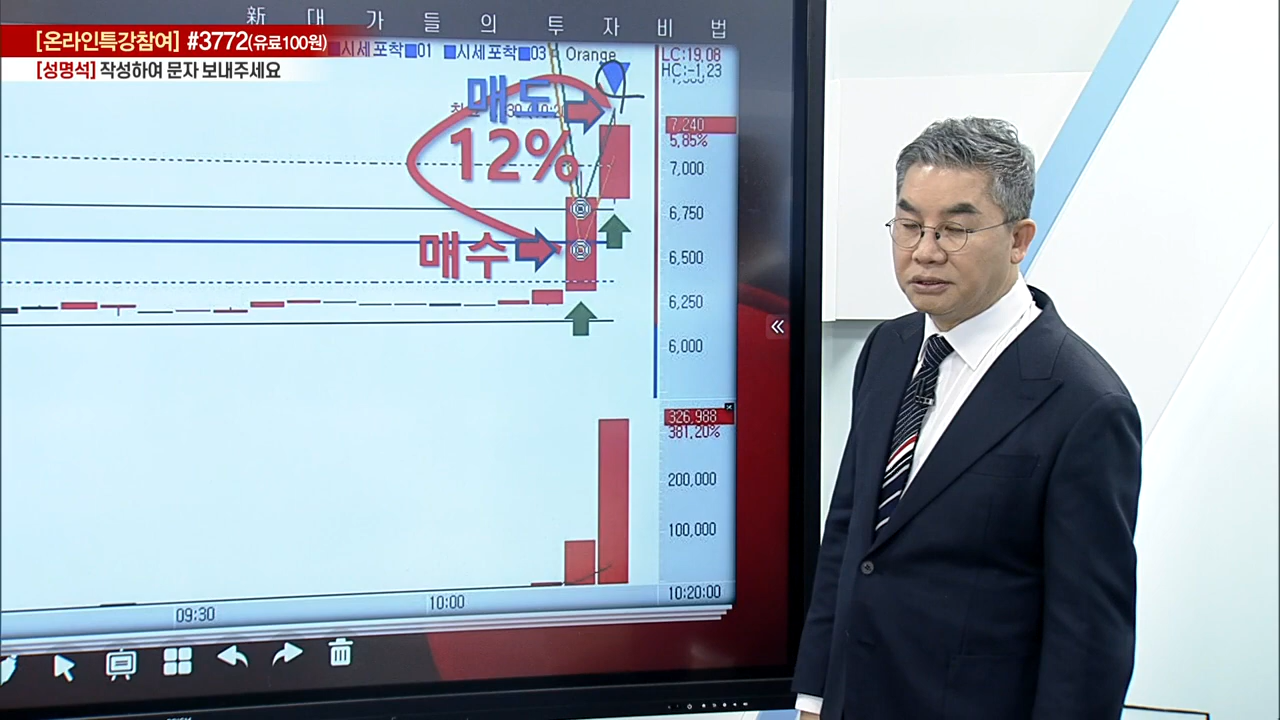 新 대 가 들 의 투 자 비 법
[온라인특강참여] #3772(유료100원)
[성명석] 작성하여 문자 보내주세요
시세포착 01 시세포착 03 Orange
LC:19,08
HC:-1,23
매도
12%
매수
7,240
5,85%
7,000
6,750
6,500
6,250
6,000
326,988
381,20%
200,000
100,000
09:30
10:00
10:20:00